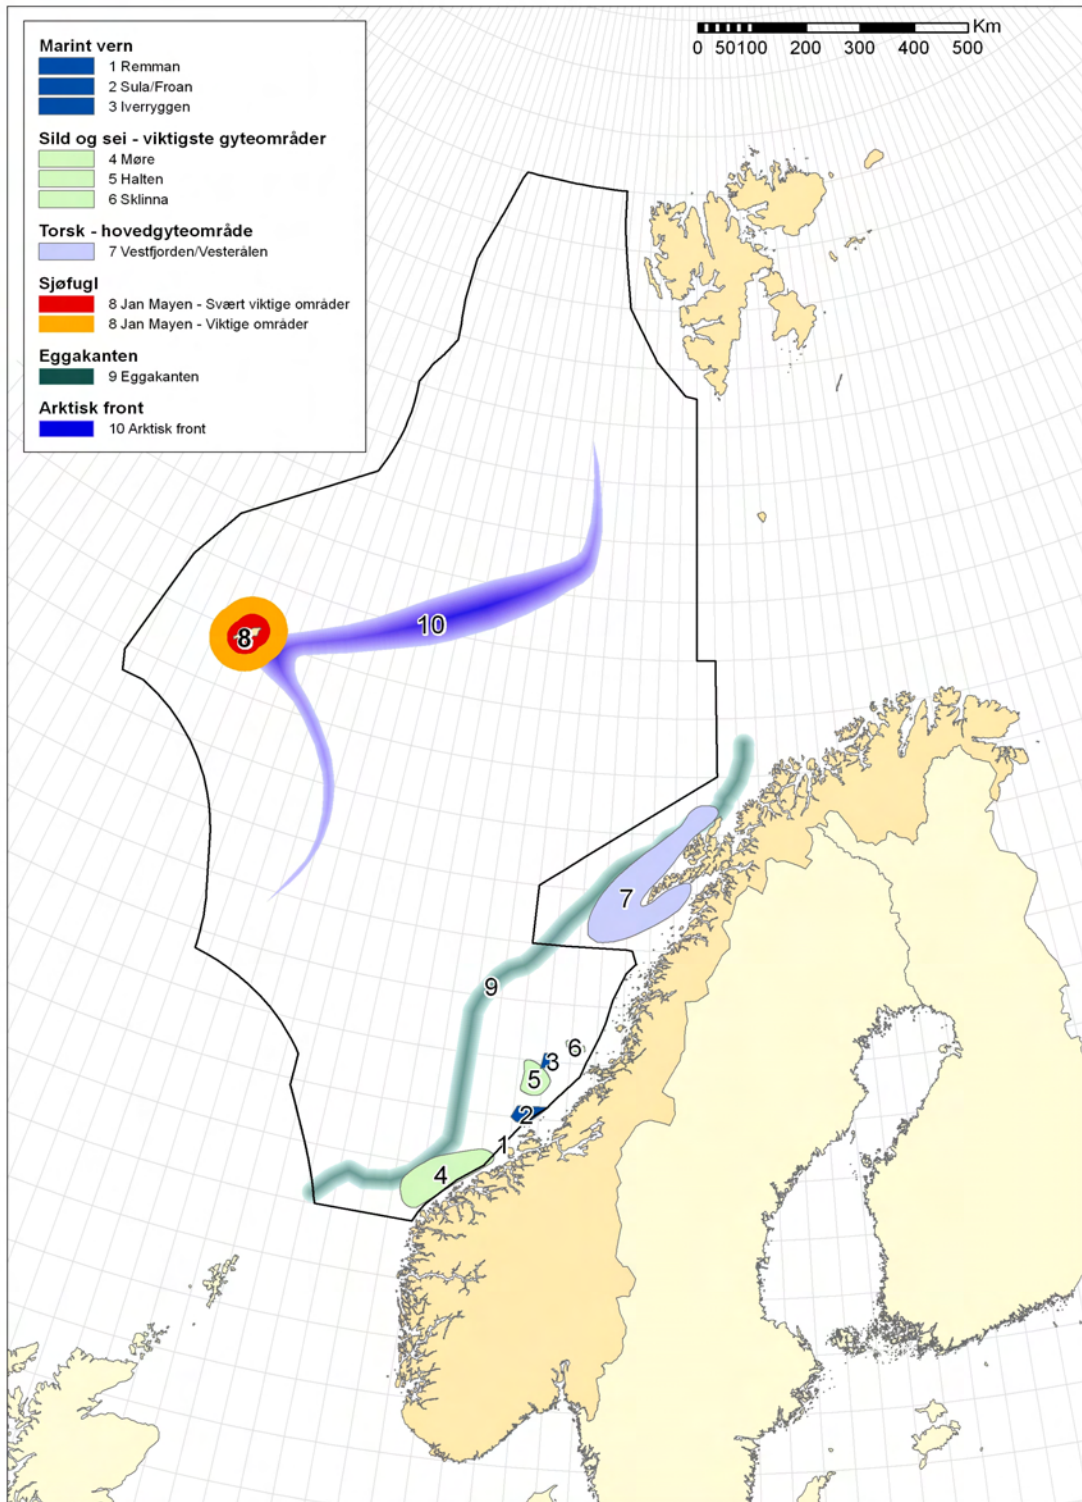 Marint vern
1 Remman
2 Sula/Froan
3 Iverryggen
Sild og sei - viktigste gyteområder
4 Møre
5 Halten
6 Sklinna
Torsk - hovedgyteområde
7 Vestfjorden/Vesterålen
Sjøfugl
8 Jan Mayen - Svært viktige områder
8 Jan Mayen - Viktige områder
Eggakanten
9 Eggakanten
Arktisk front
10 Arktisk front
Km
0 50 100 200 300 400 500
10
8
7
9
6
3
5
2
1
4